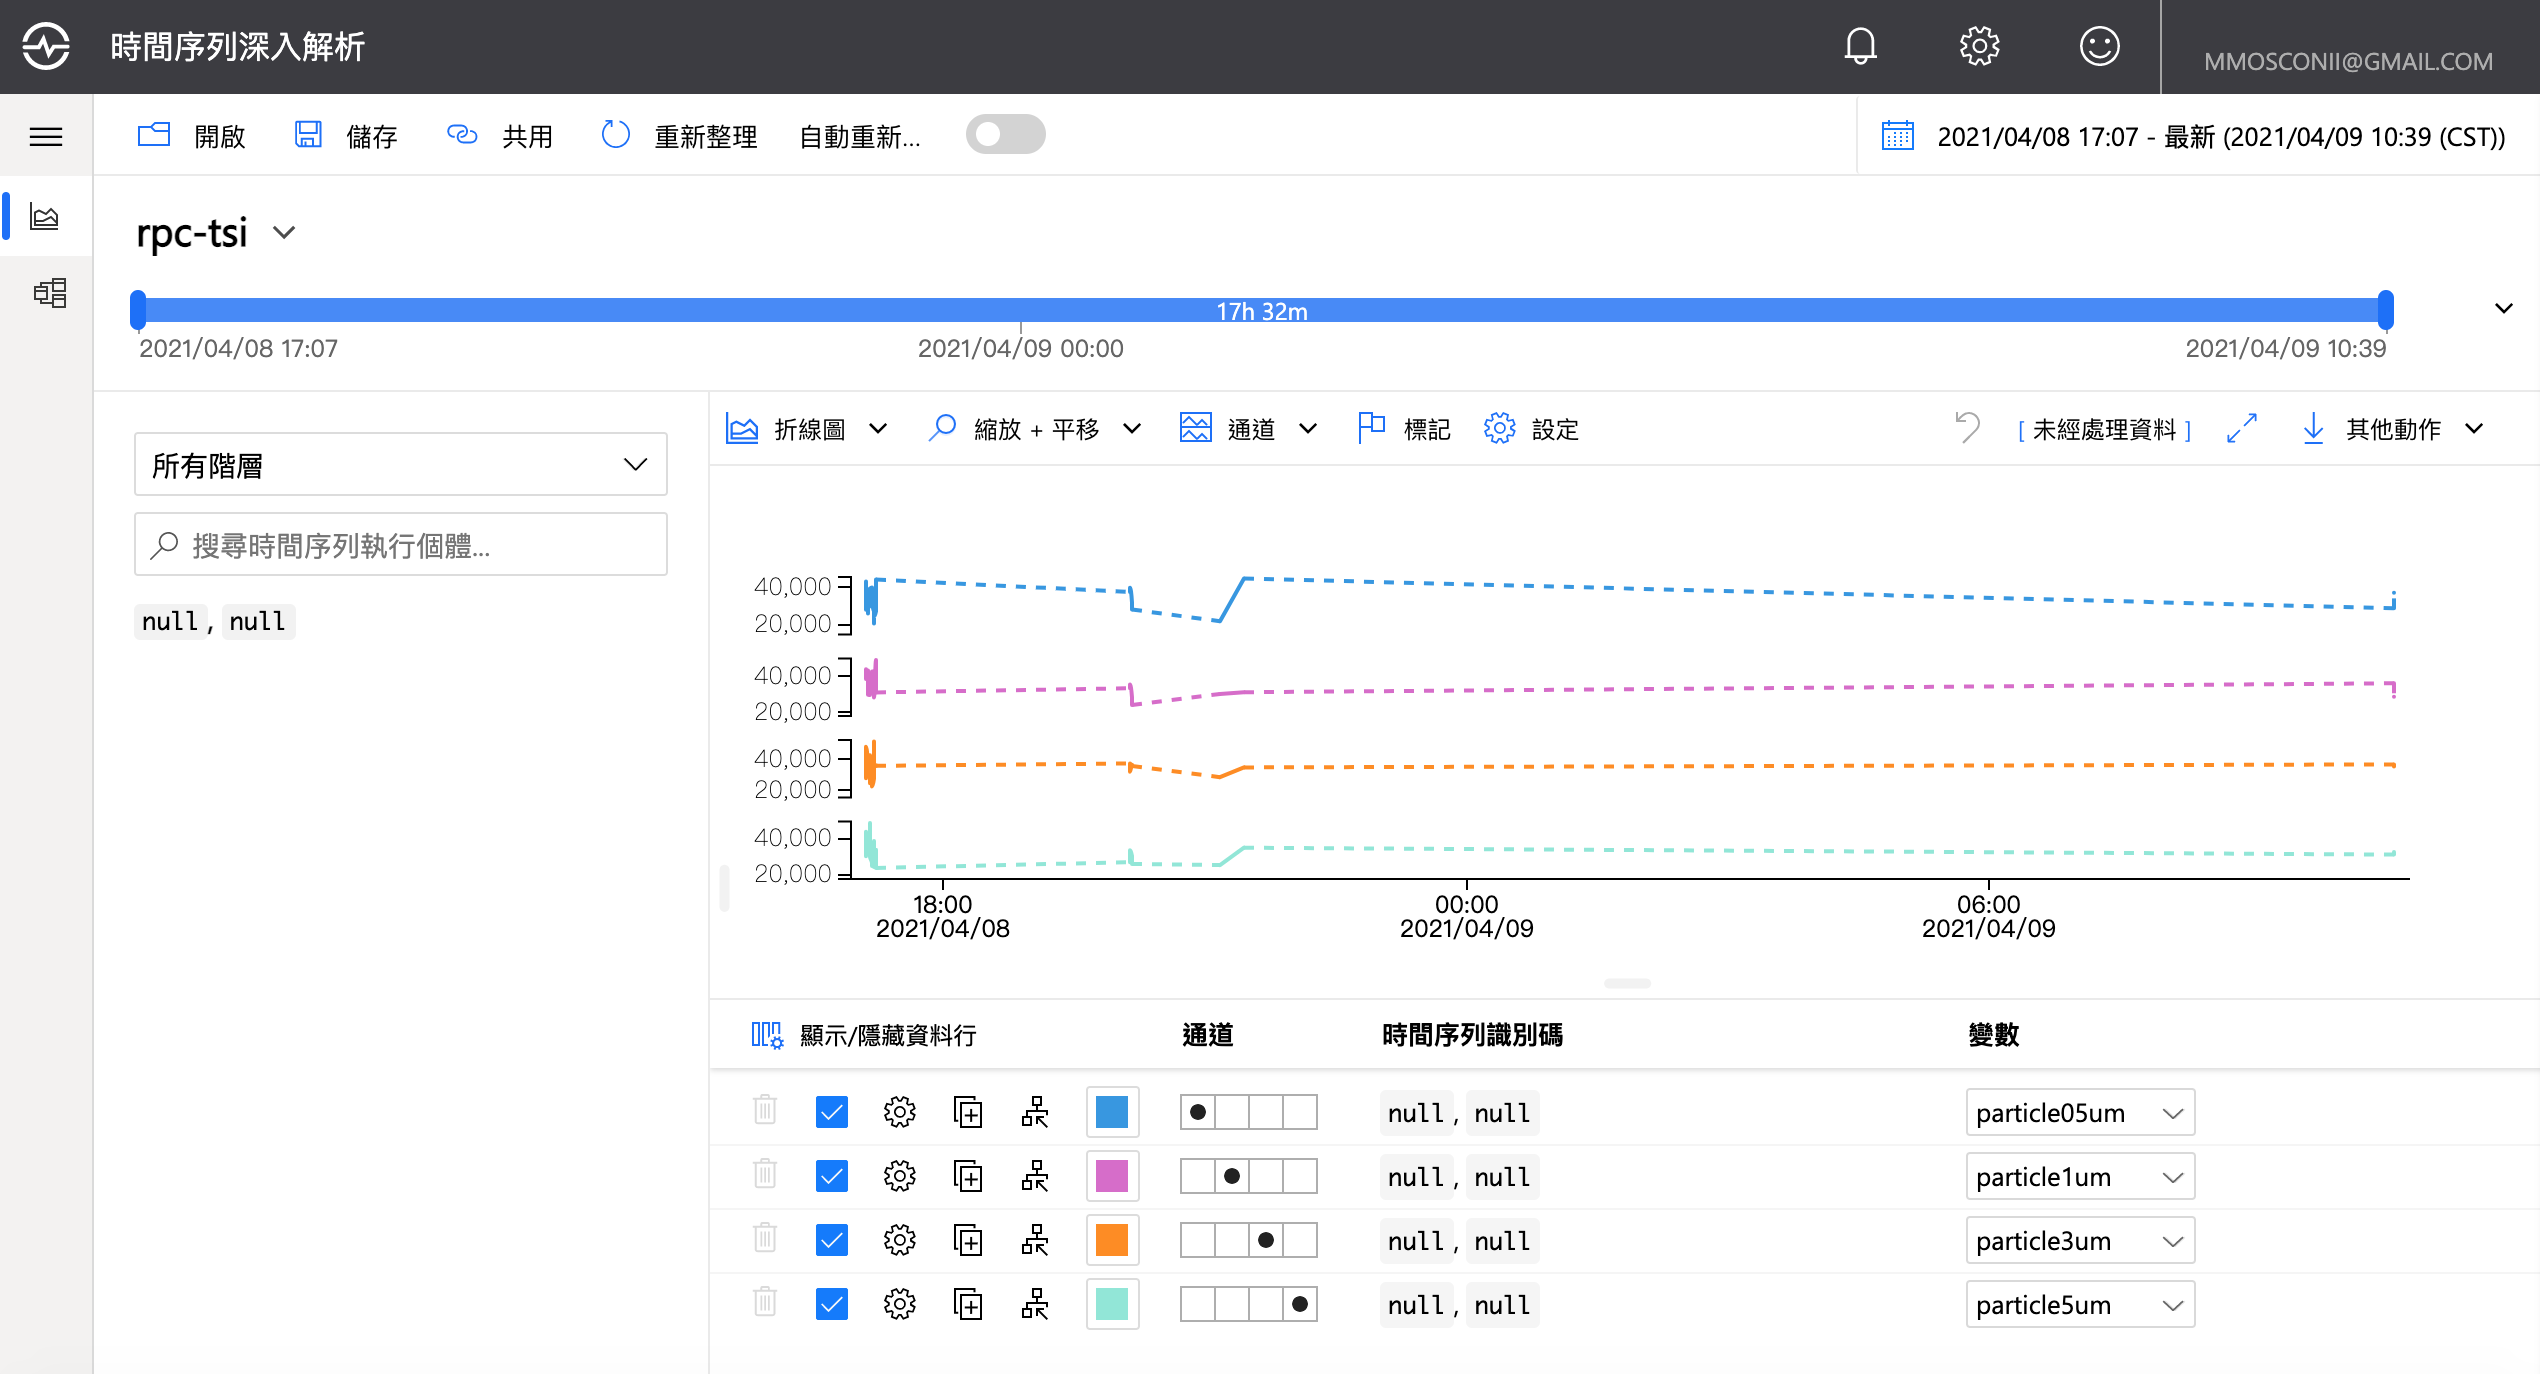 時間序列深入解析
MMOSCONII@GMAIL.COM
開啟 儲存 共用 重新整理 自動重新...
2021/04/08 17:07 - 最新 (2021/04/09 10:39 (CST))
rpc-tsi
17h 32m
2021/04/08 17:07 2021/04/09 00:00 2021/04/09 10:39
所有階層
搜尋時間序列執行個體...
null, null
折線圖 縮放 + 平移 通道 標記 設定 [ 未經處理資料 ] 其他動作
40,000
20,000
40,000
20,000
40,000
20,000
40,000
20,000
18:00 00:00 06:00
2021/04/08 2021/04/09 2021/04/09
顯示/隱藏資料行 通道 時間序列識別碼 變數
null, null particle05um
null, null particle1um
null, null particle3um
null, null particle5um